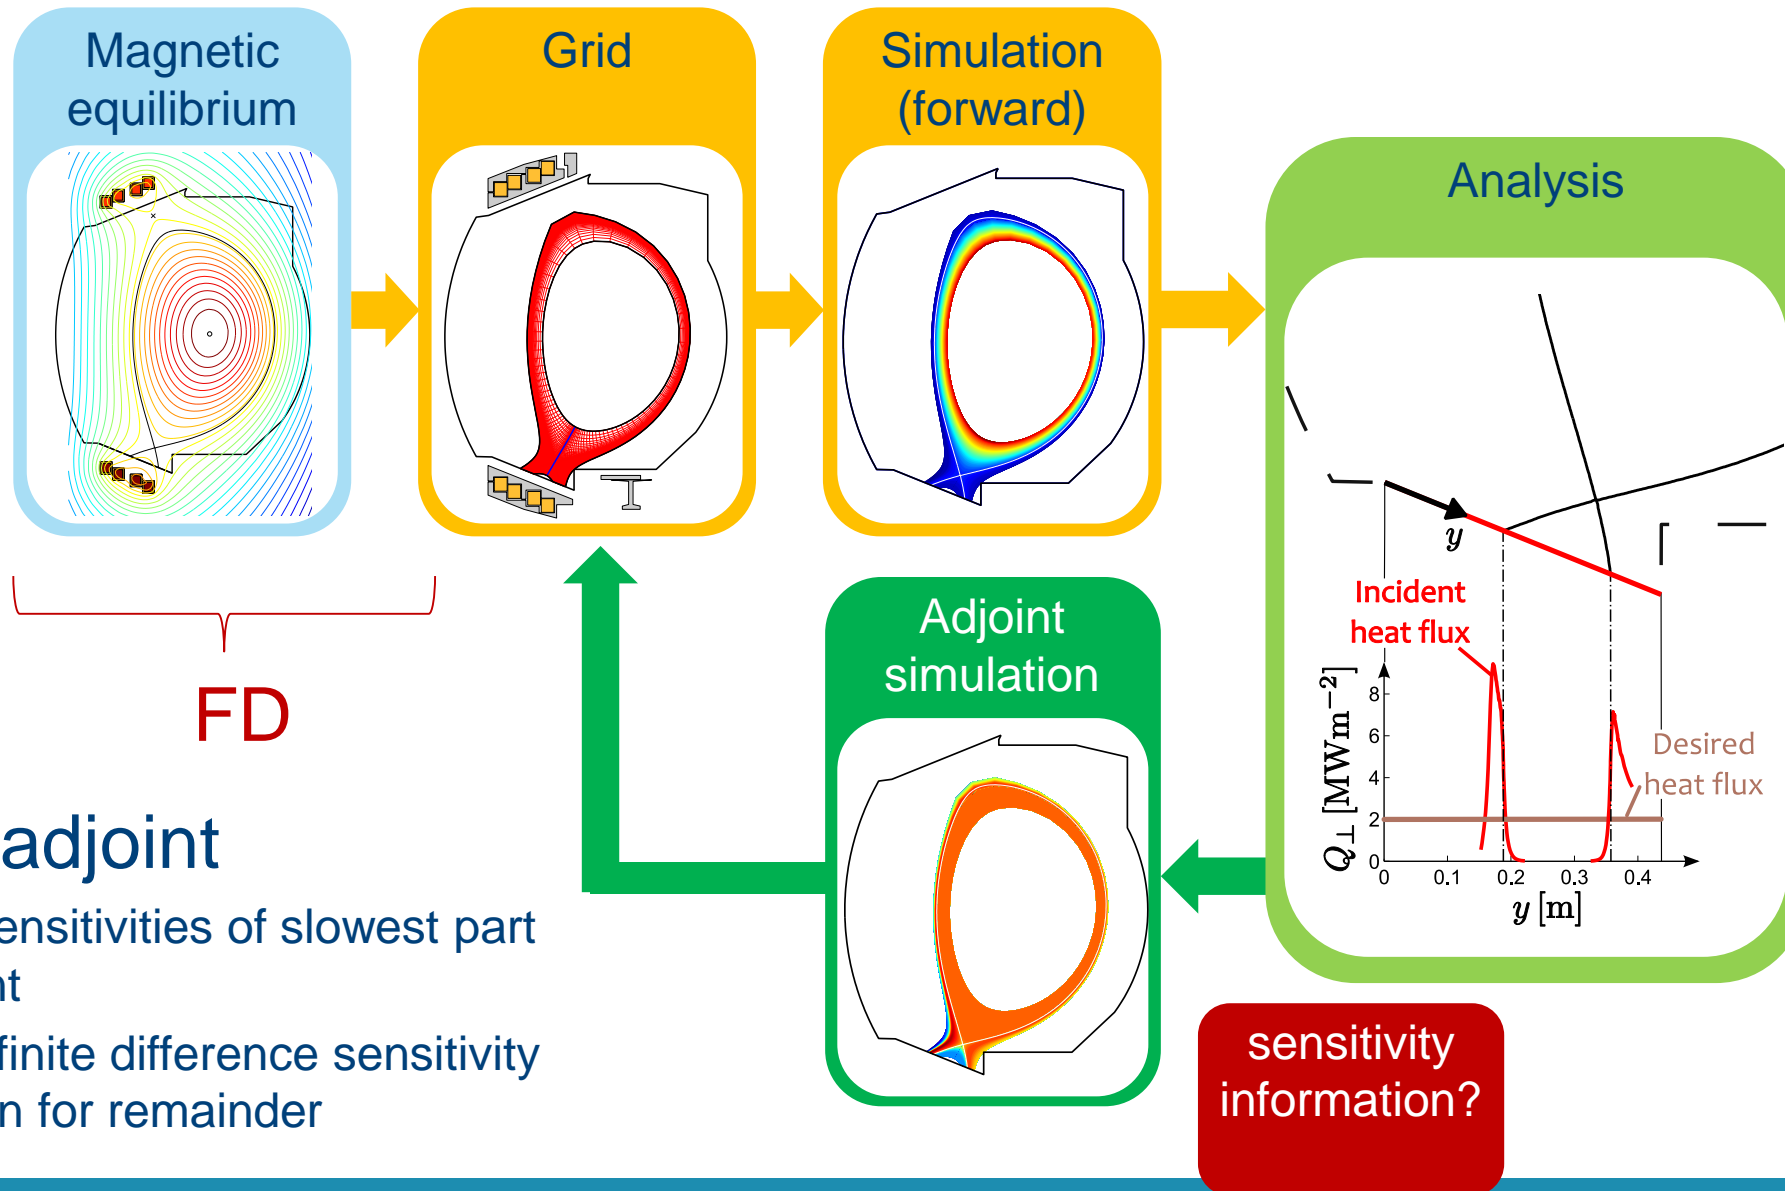 Magnetic
equilibrium
Grid
Simulation
(forward)
Analysis
y
Incident
heat flux
Desired
heat flux
Q⊥ [MWm−2]
8
6
4
2
0
0 0.1 0.2 0.3 0.4
y [m]
FD
Adjoint
simulation
adjoint
sensitivities of slowest part
finite difference sensitivity
for remainder
sensitivity
information?